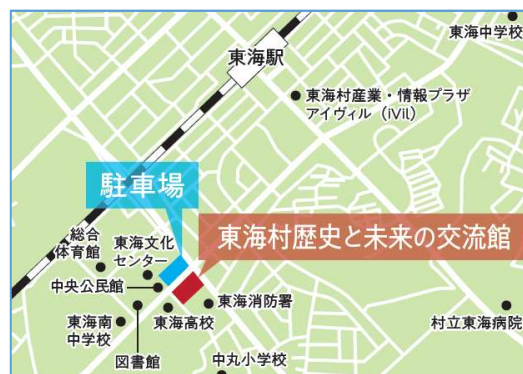 東海中学校
東海駅
東海村産業・情報プラザ
アイヴィル（iVil）
駐車場
東海村歴史と未来の交流館
総合
体育館
東海文化
センター
中央公民館
東海消防署
東海南
中学校
東海高校
図書館
中丸小学校
村立東海病院